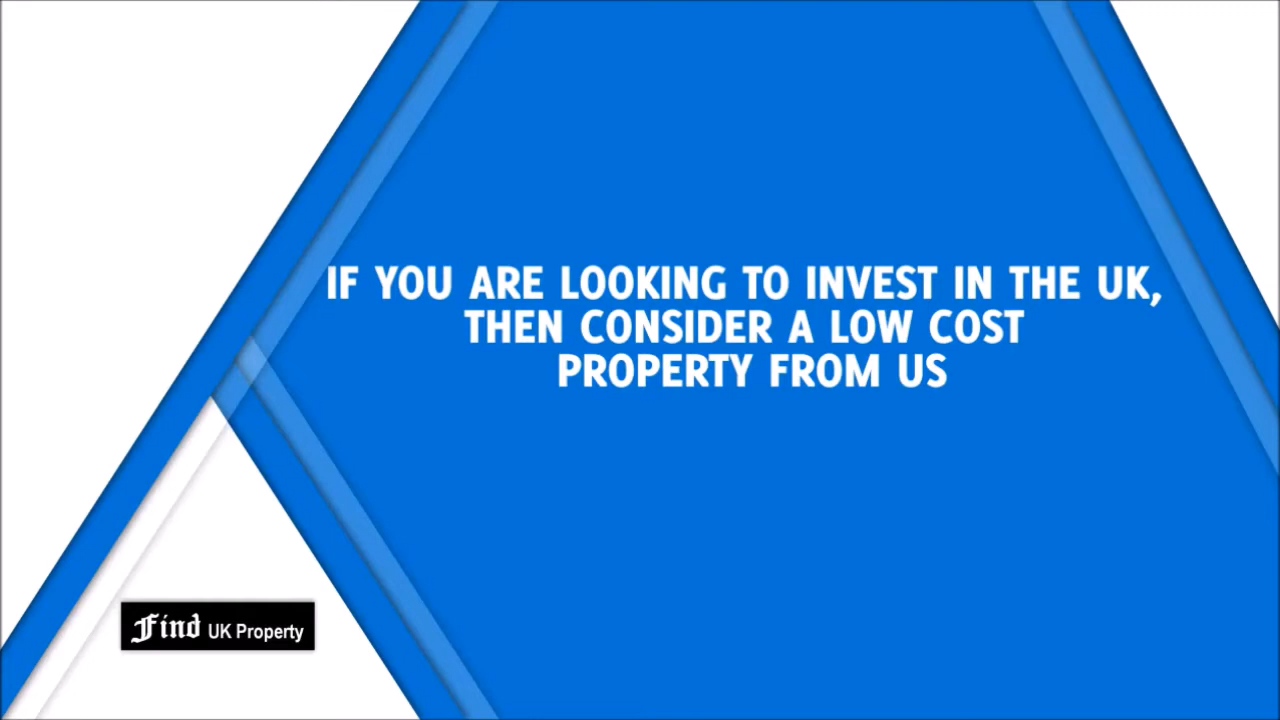 IF YOU ARE LOOKING TO INVEST IN THE UK,
THEN CONSIDER A LOW COST
PROPERTY FROM US
Find UK Property